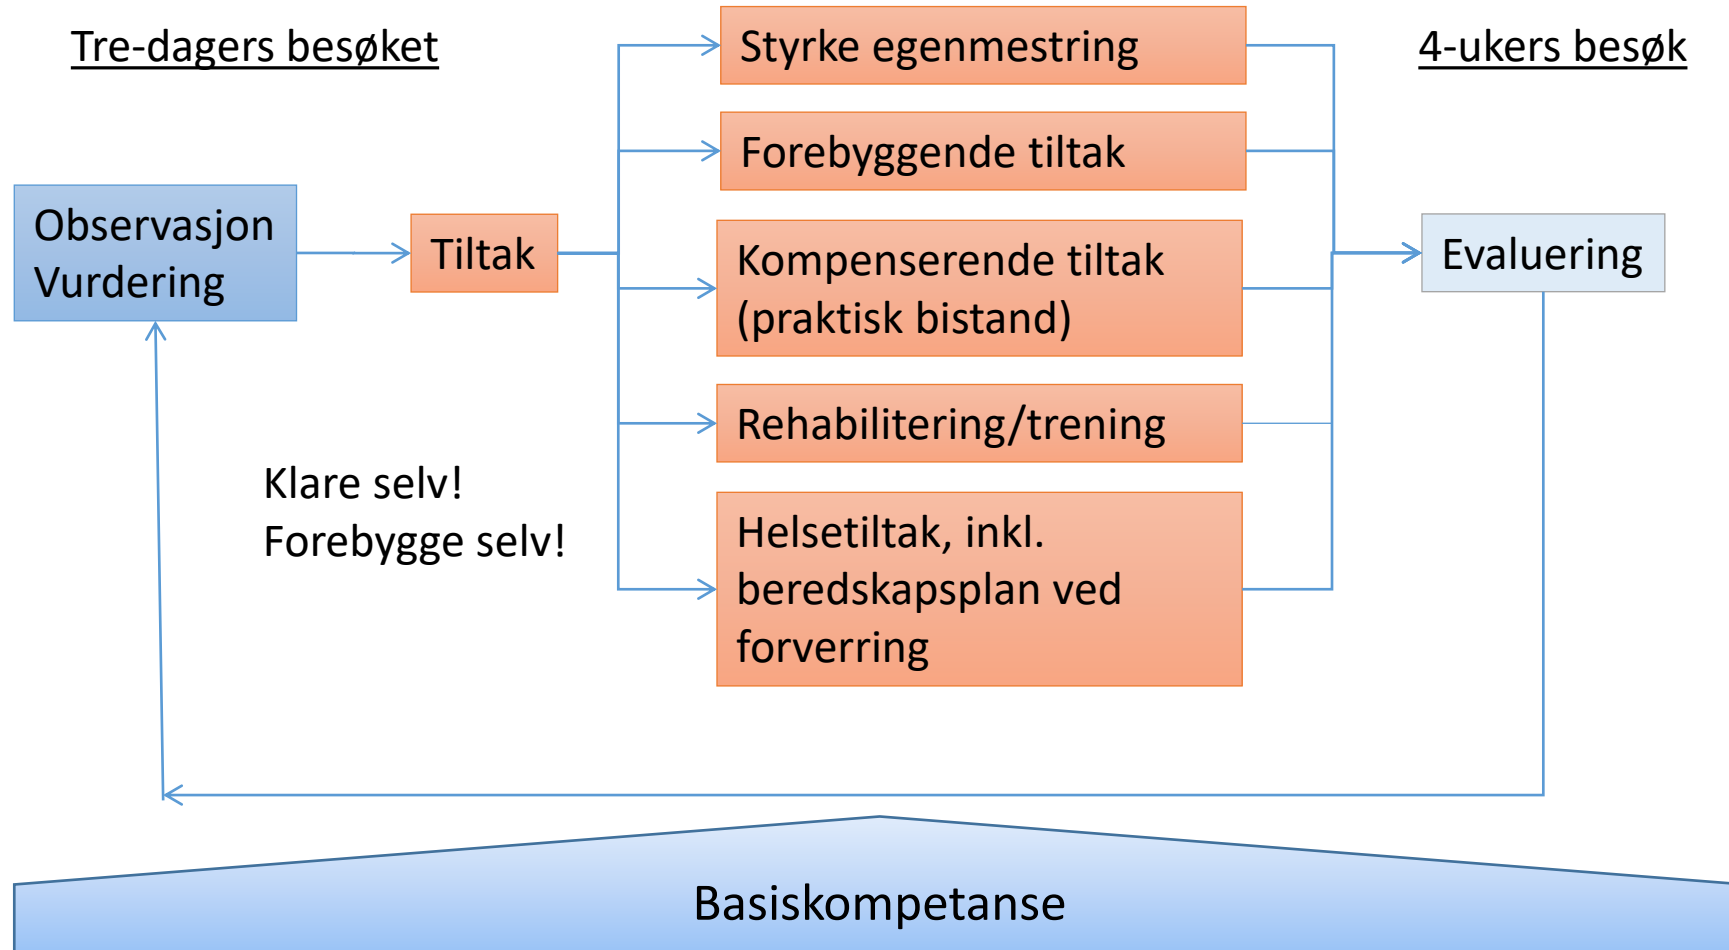 Tre-dagers besøket
4-ukers besøk
Observasjon
Vurdering
Tiltak
Styrke egenmestring
Forebyggende tiltak
Kompenserende tiltak
(praktisk bistand)
Rehabilitering/trening
Helsetiltak, inkl.
beredskapsplan ved
forverring
Evaluering
Klare selv!
Forebygge selv!
Basiskompetanse